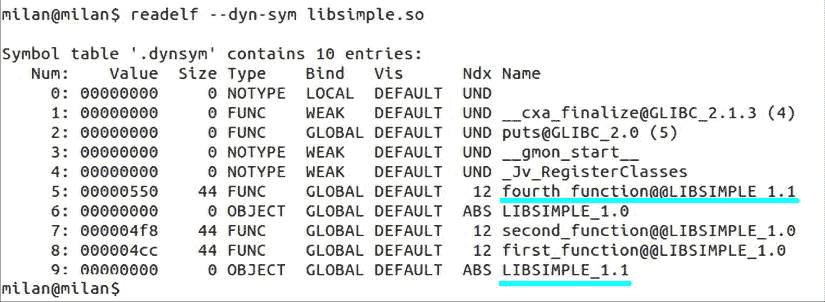 milan@milan$ readelf --dyn-sym libsimple.so
Symbol table '.dynsym' contains 10 entries:
Num: Value Size Type Bind Vis Ndx Name
0: 00000000 0 NOTYPE LOCAL DEFAULT UND
1: 00000000 0 FUNC WEAK DEFAULT UND __cxa_finalize@GLIBC_2.1.3 (4)
2: 00000000 0 FUNC GLOBAL DEFAULT UND puts@GLIBC_2.0 (5)
3: 00000000 0 NOTYPE WEAK DEFAULT UND __gmon_start__
4: 00000000 0 NOTYPE WEAK DEFAULT UND _Jv_RegisterClasses
5: 00000550 44 FUNC GLOBAL DEFAULT 12 fourth_function@@LIBSIMPLE_1.1
6: 00000000 0 OBJECT GLOBAL DEFAULT ABS LIBSIMPLE_1.0
7: 000004f8 44 FUNC GLOBAL DEFAULT 12 second_function@@LIBSIMPLE_1.0
8: 000004cc 44 FUNC GLOBAL DEFAULT 12 first_function@@LIBSIMPLE_1.0
9: 00000000 0 OBJECT GLOBAL DEFAULT ABS LIBSIMPLE_1.1
milan@milan$